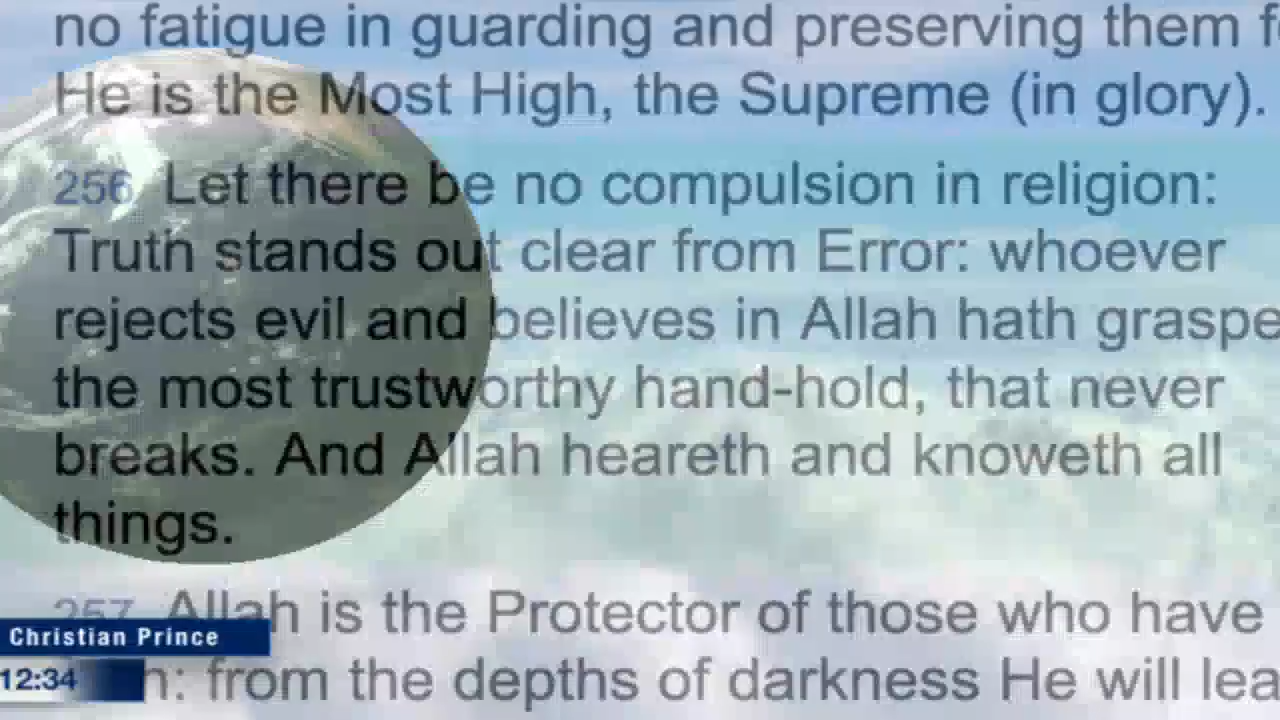 no fatigue in guarding and preserving them f
He is the Most High, the Supreme (in glory).
256 Let there be no compulsion in religion:
Truth stands out clear from Error: whoever
rejects evil and believes in Allah hath graspe
the most trustworthy hand-hold, that never
breaks. And Allah heareth and knoweth all
things.
257 Allah is the Protector of those who have
n: from the depths of darkness He will lea
Christian Prince
12:34